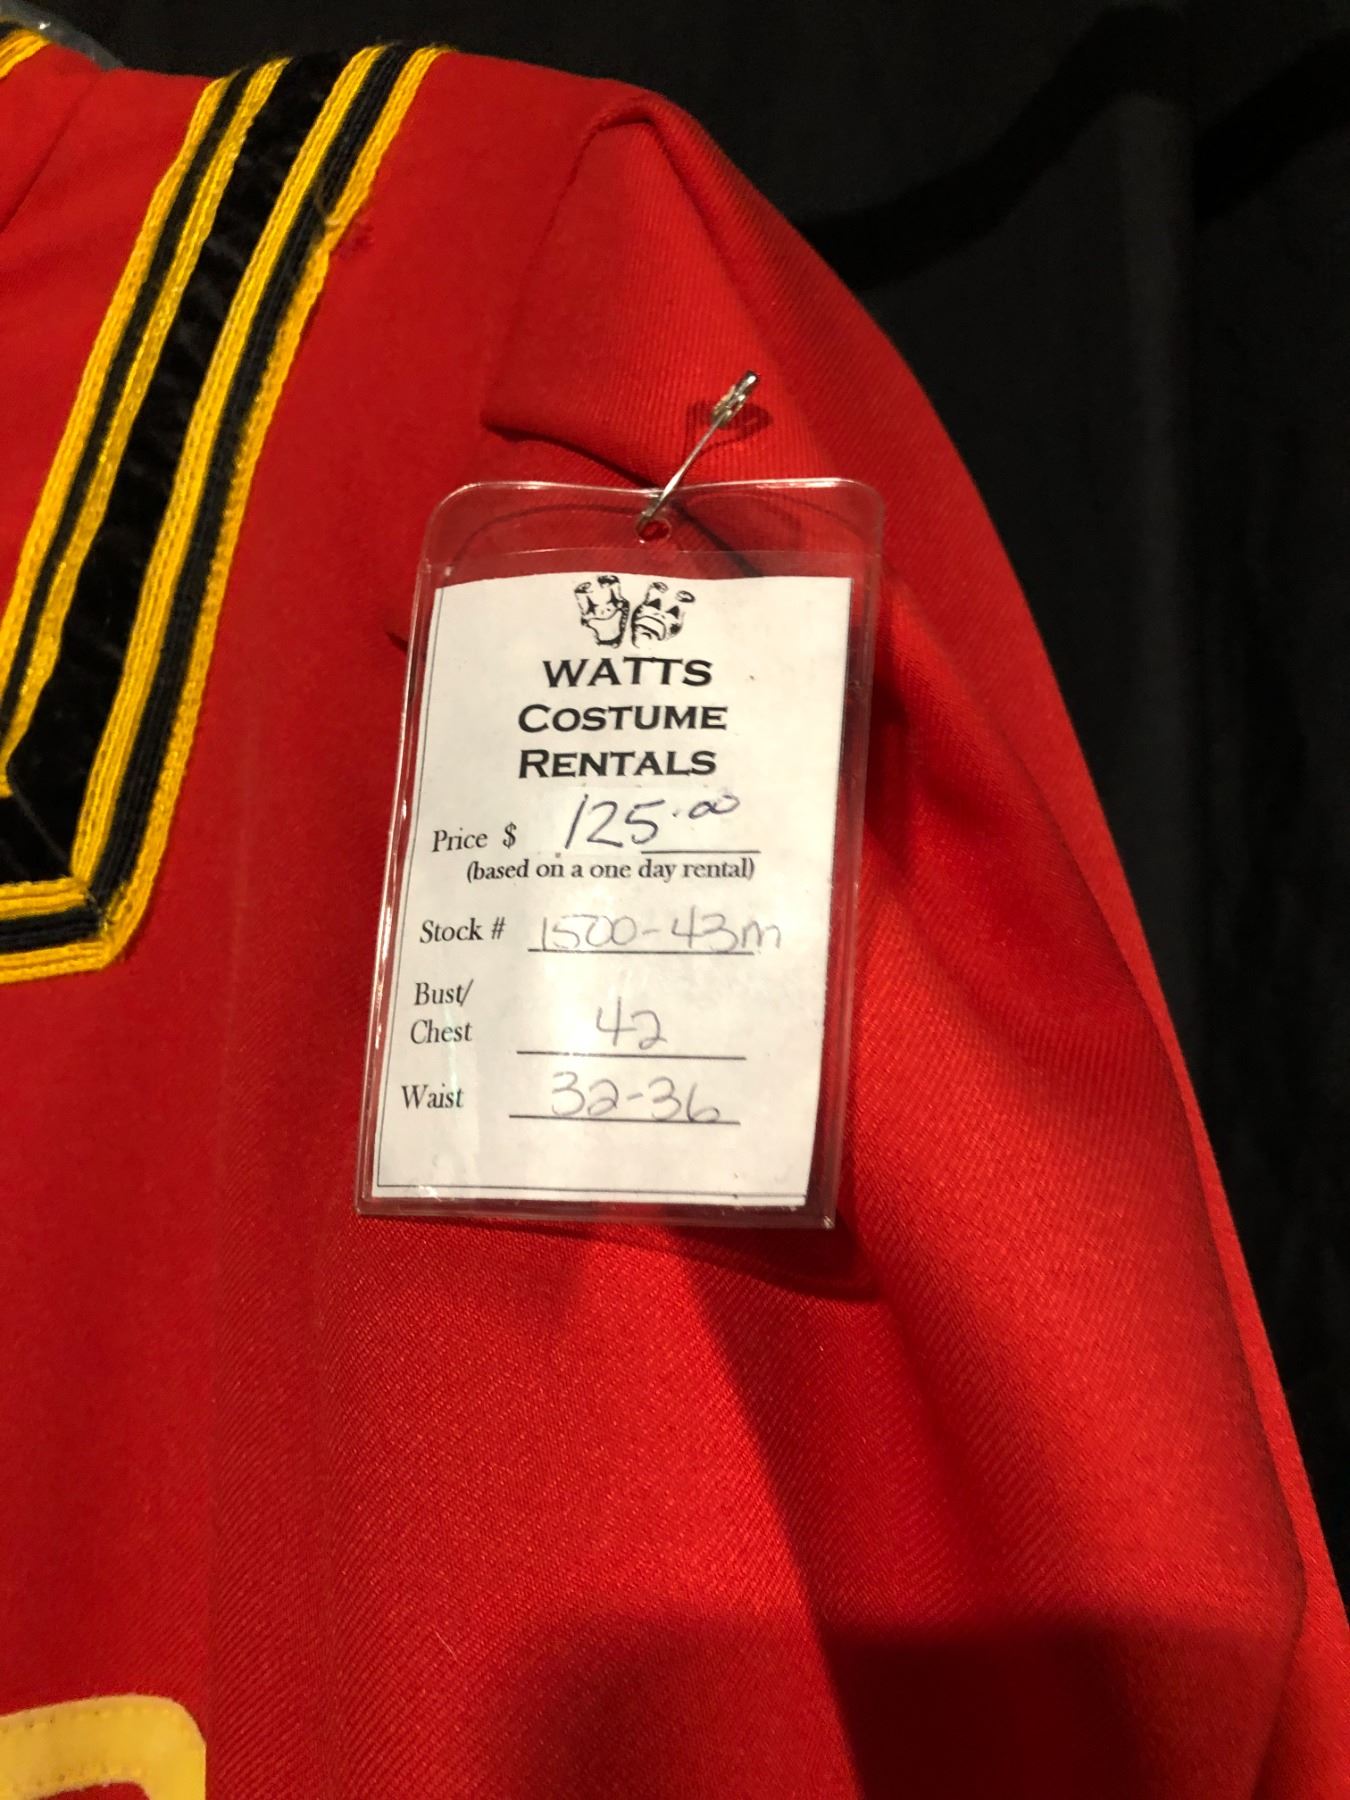 WATTS
COSTUME
RENTALS
Price $ 125.00
(based on a one day rental)
Stock # 1500-43m
Bust/
Chest 42
Waist 32-36